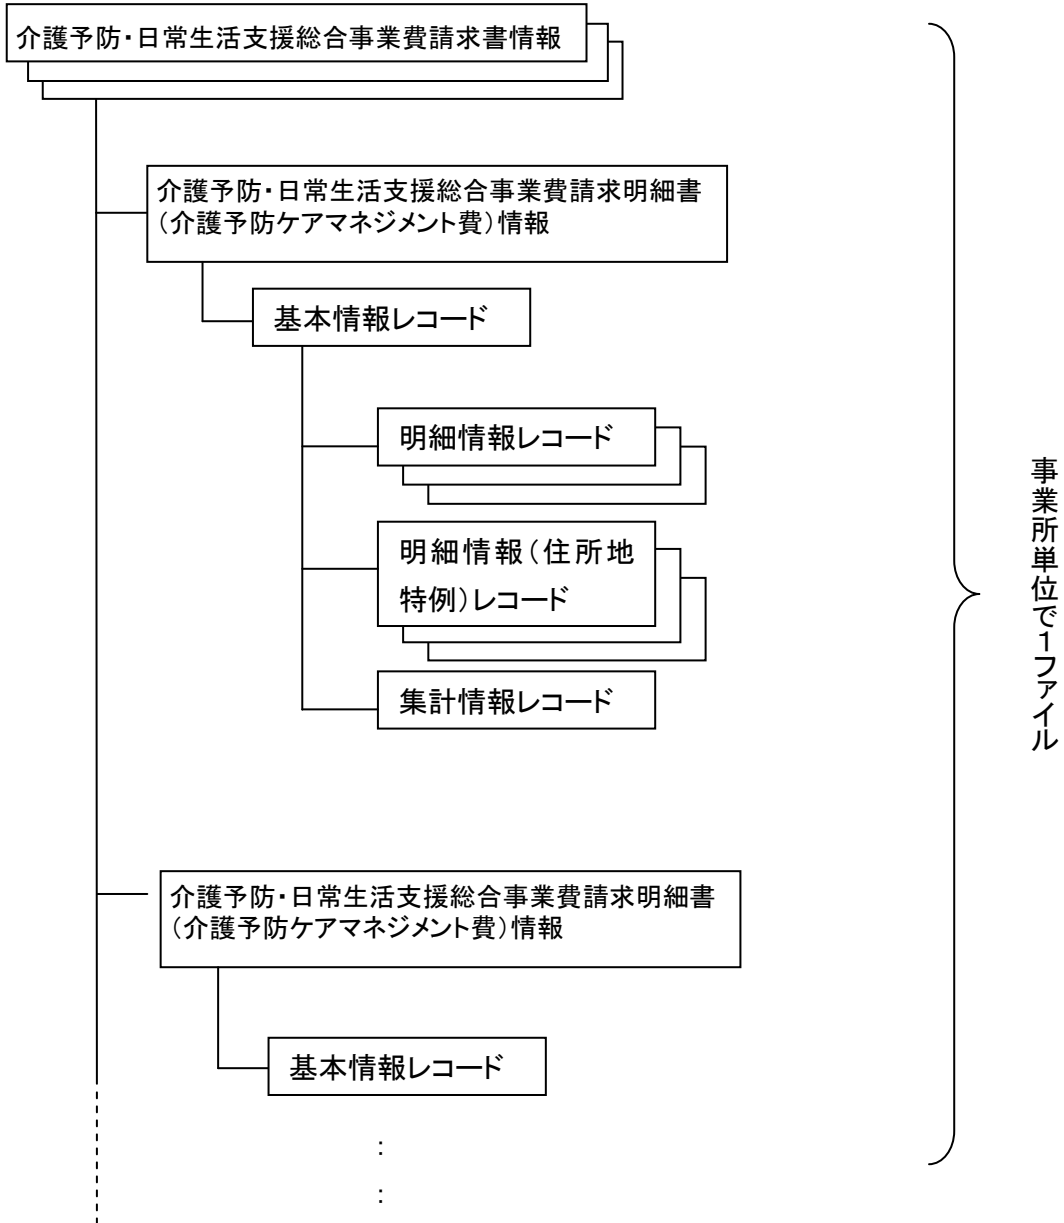 介護予防・日常生活支援総合事業費請求書情報
介護予防・日常生活支援総合事業費請求明細書
（介護予防ケアマネジメント費）情報
基本情報レコード
明細情報レコード
明細情報（住所地
特例）レコード
集計情報レコード
介護予防・日常生活支援総合事業費請求明細書
（介護予防ケアマネジメント費）情報
基本情報レコード
：
：
事業所単位で１ファイル